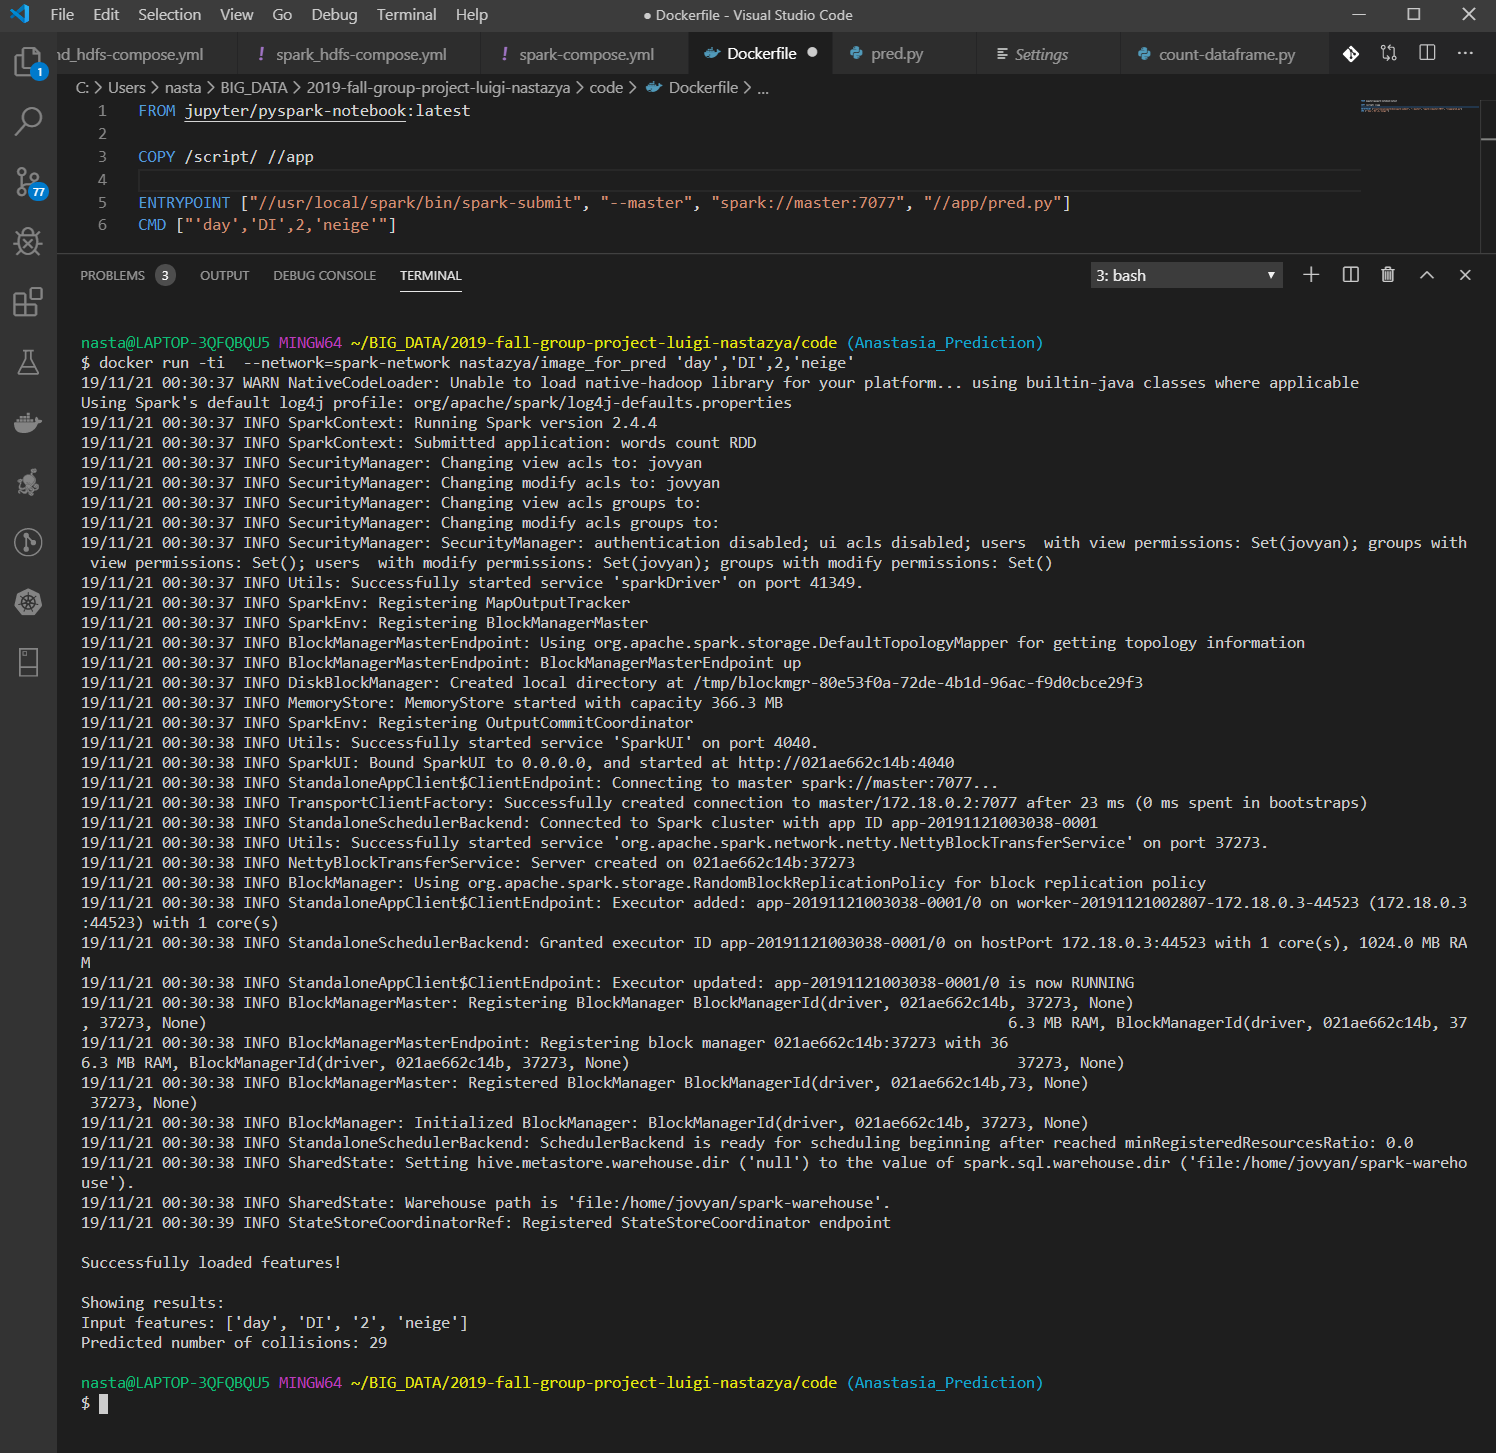 File Edit Selection View Go Debug Terminal Help
● Dockerfile - Visual Studio Code
nd_hdfs-compose.yml ! spark_hdfs-compose.yml ! spark-compose.yml Dockerfile ● pred.py Settings count-dataframe.py
C: > Users > nasta > BIG_DATA > 2019-fall-group-project-luigi-nastazya > code > Dockerfile > ...
1 FROM jupyter/pyspark-notebook:latest
2
3 COPY /script/ //app
4
5 ENTRYPOINT ["//usr/local/spark/bin/spark-submit", "--master", "spark://master:7077", "//app/pred.py"]
6 CMD ["'day','DI',2,'neige'"]
1
77
PROBLEMS 3 OUTPUT DEBUG CONSOLE TERMINAL 3: bash
nasta@LAPTOP-3QFQBQU5 MINGW64 ~/BIG_DATA/2019-fall-group-project-luigi-nastazya/code (Anastasia_Prediction)
$ docker run -ti  --network=spark-network nastazya/image_for_pred 'day','DI',2,'neige'
19/11/21 00:30:37 WARN NativeCodeLoader: Unable to load native-hadoop library for your platform... using builtin-java classes where applicable
Using Spark's default log4j profile: org/apache/spark/log4j-defaults.properties
19/11/21 00:30:37 INFO SparkContext: Running Spark version 2.4.4
19/11/21 00:30:37 INFO SparkContext: Submitted application: words count RDD
19/11/21 00:30:37 INFO SecurityManager: Changing view acls to: jovyan
19/11/21 00:30:37 INFO SecurityManager: Changing modify acls to: jovyan
19/11/21 00:30:37 INFO SecurityManager: Changing view acls groups to:
19/11/21 00:30:37 INFO SecurityManager: Changing modify acls groups to:
19/11/21 00:30:37 INFO SecurityManager: SecurityManager: authentication disabled; ui acls disabled; users  with view permissions: Set(jovyan); groups with
 view permissions: Set(); users  with modify permissions: Set(jovyan); groups with modify permissions: Set()
19/11/21 00:30:37 INFO Utils: Successfully started service 'sparkDriver' on port 41349.
19/11/21 00:30:37 INFO SparkEnv: Registering MapOutputTracker
19/11/21 00:30:37 INFO SparkEnv: Registering BlockManagerMaster
19/11/21 00:30:37 INFO BlockManagerMasterEndpoint: Using org.apache.spark.storage.DefaultTopologyMapper for getting topology information
19/11/21 00:30:37 INFO BlockManagerMasterEndpoint: BlockManagerMasterEndpoint up
19/11/21 00:30:37 INFO DiskBlockManager: Created local directory at /tmp/blockmgr-80e53f0a-72de-4b1d-96ac-f9d0cbce29f3
19/11/21 00:30:37 INFO MemoryStore: MemoryStore started with capacity 366.3 MB
19/11/21 00:30:37 INFO SparkEnv: Registering OutputCommitCoordinator
19/11/21 00:30:38 INFO Utils: Successfully started service 'SparkUI' on port 4040.
19/11/21 00:30:38 INFO SparkUI: Bound SparkUI to 0.0.0.0, and started at http://021ae662c14b:4040
19/11/21 00:30:38 INFO StandaloneAppClient$ClientEndpoint: Connecting to master spark://master:7077...
19/11/21 00:30:38 INFO TransportClientFactory: Successfully created connection to master/172.18.0.2:7077 after 23 ms (0 ms spent in bootstraps)
19/11/21 00:30:38 INFO StandaloneSchedulerBackend: Connected to Spark cluster with app ID app-20191121003038-0001
19/11/21 00:30:38 INFO Utils: Successfully started service 'org.apache.spark.network.netty.NettyBlockTransferService' on port 37273.
19/11/21 00:30:38 INFO NettyBlockTransferService: Server created on 021ae662c14b:37273
19/11/21 00:30:38 INFO BlockManager: Using org.apache.spark.storage.RandomBlockReplicationPolicy for block replication policy
19/11/21 00:30:38 INFO StandaloneAppClient$ClientEndpoint: Executor added: app-20191121003038-0001/0 on worker-20191121002807-172.18.0.3-44523 (172.18.0.3
:44523) with 1 core(s)
19/11/21 00:30:38 INFO StandaloneSchedulerBackend: Granted executor ID app-20191121003038-0001/0 on hostPort 172.18.0.3:44523 with 1 core(s), 1024.0 MB RA
M
19/11/21 00:30:38 INFO StandaloneAppClient$ClientEndpoint: Executor updated: app-20191121003038-0001/0 is now RUNNING
19/11/21 00:30:38 INFO BlockManagerMaster: Registering BlockManager BlockManagerId(driver, 021ae662c14b, 37273, None)
, 37273, None) 6.3 MB RAM, BlockManagerId(driver, 021ae662c14b, 37
19/11/21 00:30:38 INFO BlockManagerMasterEndpoint: Registering block manager 021ae662c14b:37273 with 36
6.3 MB RAM, BlockManagerId(driver, 021ae662c14b, 37273, None) 37273, None)
19/11/21 00:30:38 INFO BlockManagerMaster: Registered BlockManager BlockManagerId(driver, 021ae662c14b,73, None)
 37273, None)
19/11/21 00:30:38 INFO BlockManager: Initialized BlockManager: BlockManagerId(driver, 021ae662c14b, 37273, None)
19/11/21 00:30:38 INFO StandaloneSchedulerBackend: SchedulerBackend is ready for scheduling beginning after reached minRegisteredResourcesRatio: 0.0
19/11/21 00:30:38 INFO SharedState: Setting hive.metastore.warehouse.dir ('null') to the value of spark.sql.warehouse.dir ('file:/home/jovyan/spark-wareho
use').
19/11/21 00:30:38 INFO SharedState: Warehouse path is 'file:/home/jovyan/spark-warehouse'.
19/11/21 00:30:39 INFO StateStoreCoordinatorRef: Registered StateStoreCoordinator endpoint
Successfully loaded features!
Showing results:
Input features: ['day', 'DI', '2', 'neige']
Predicted number of collisions: 29
nasta@LAPTOP-3QFQBQU5 MINGW64 ~/BIG_DATA/2019-fall-group-project-luigi-nastazya/code (Anastasia_Prediction)
$